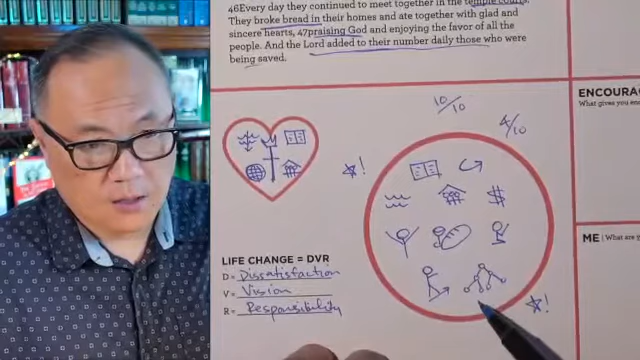 46Every day they continued to meet together in the temple courts.
They broke bread in their homes and ate together with glad and
sincere hearts, 47praising God and enjoying the favor of all the
people. And the Lord added to their number daily those who were
being saved.
10/10
4/10
!
$
!
LIFE CHANGE = DVR
D= Dissatisfaction
V= Vision
R= Responsibility
ENCOURA
What gives you
ME | What are